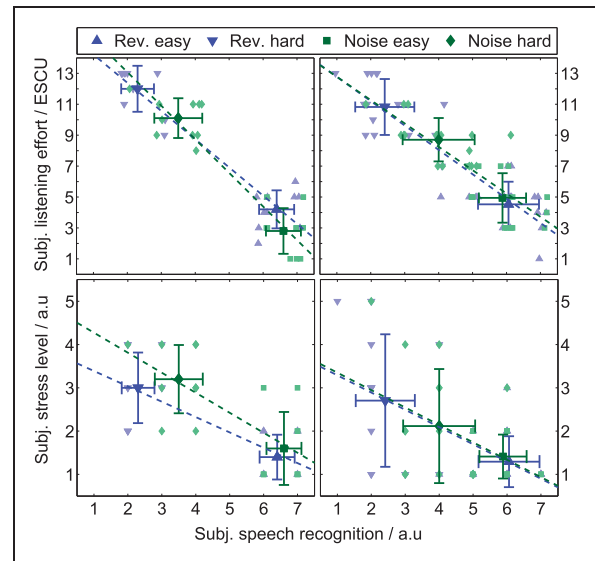 Rev. easy Rev. hard Noise easy Noise hard
13 13
11 11
9 9
7 7
5 5
3 3
1 1
Subj. listening effort / ESCU
5 5
4 4
3 3
2 2
1 1
Subj. stress level / a.u
1 2 3 4 5 6 7 1 2 3 4 5 6 7
Subj. speech recognition / a.u